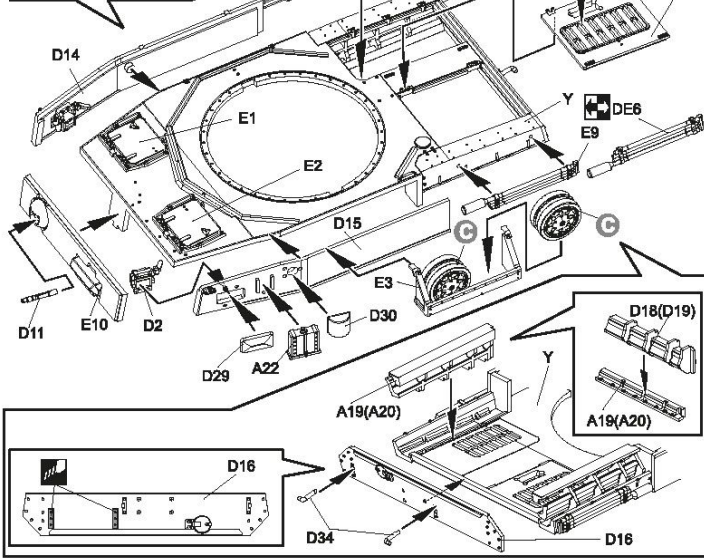 D14
E1
Y
DE6
E9
E2
D15
C
C
E3
D11
E10
D2
D30
D29
A22
D18(D19)
Y
A19(A20)
A19(A20)
D16
D34
D16